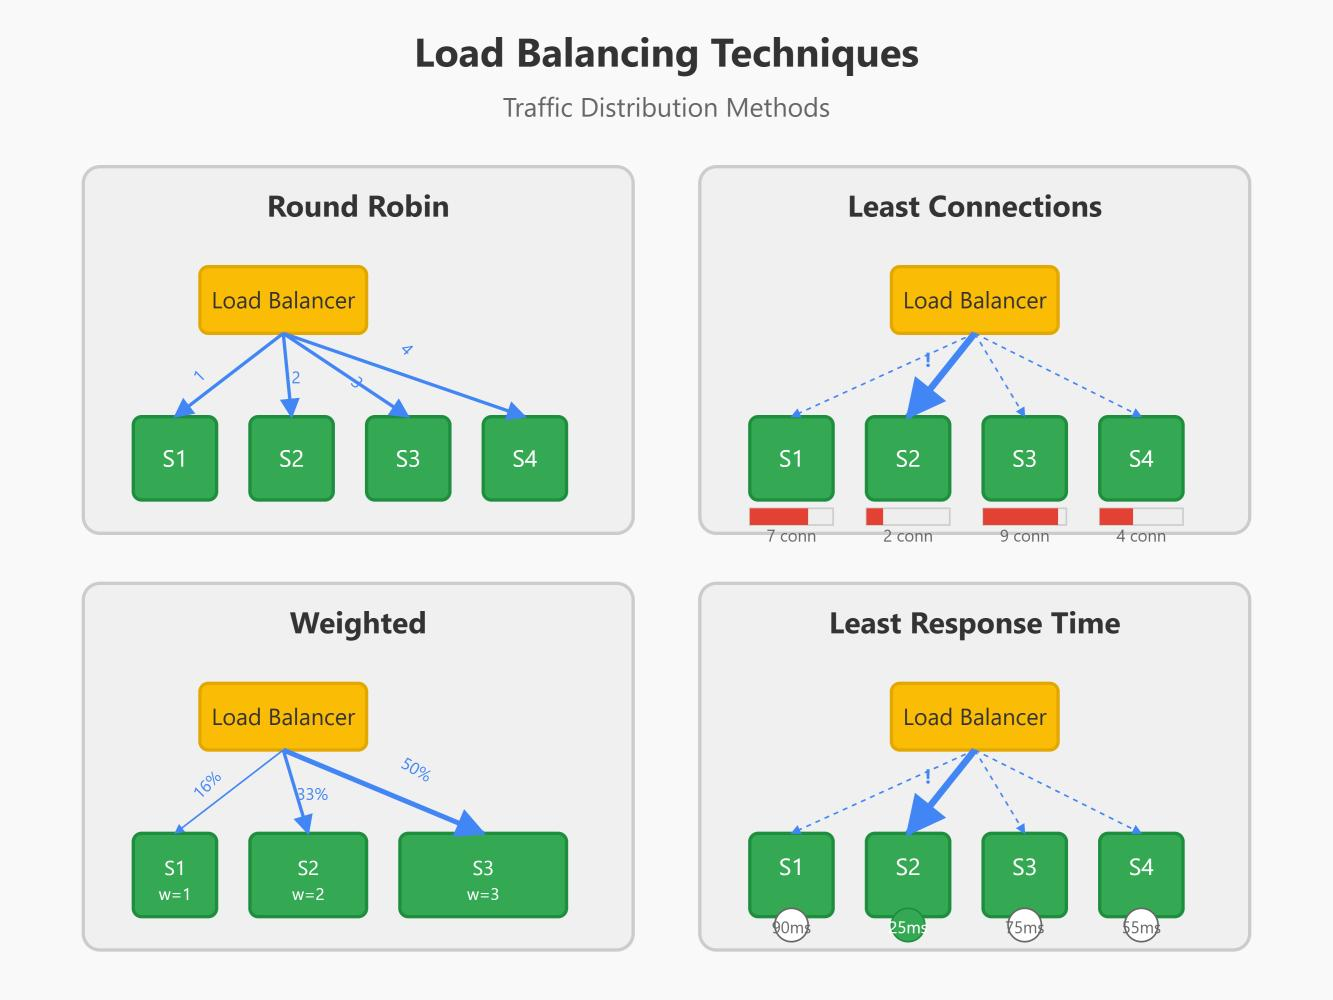 Load Balancing Techniques
Traffic Distribution Methods
Round Robin
Load Balancer
1
2
3
4
S1
S2
S3
S4
Least Connections
Load Balancer
!
S1
S2
S3
S4
7 conn
2 conn
9 conn
4 conn
Weighted
Load Balancer
16%
33%
50%
S1
w=1
S2
w=2
S3
w=3
Least Response Time
Load Balancer
!
S1
S2
S3
S4
90ms
25ms
75ms
55ms